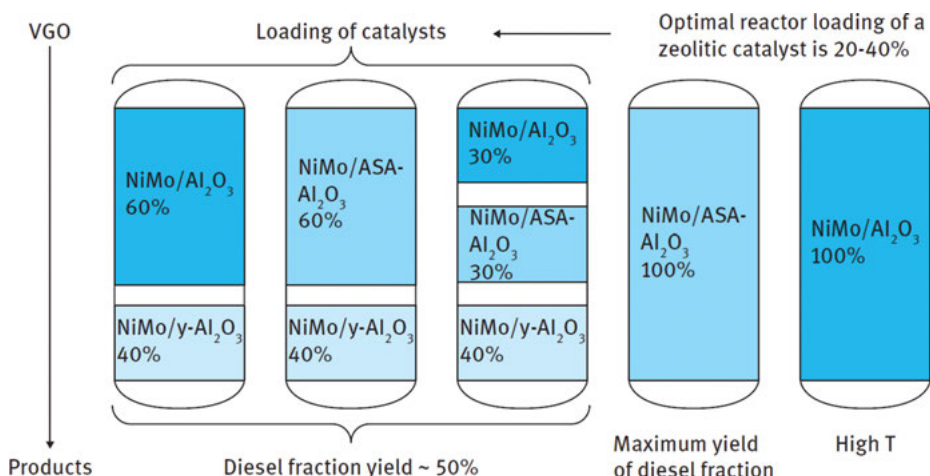 VGO
Loading of catalysts
Optimal reactor loading of a
zeolitic catalyst is 20-40%
NiMo/Al₂O₃
60%
NiMo/y-Al₂O₃
40%
NiMo/ASA-
Al₂O₃
60%
NiMo/y-Al₂O₃
40%
NiMo/Al₂O₃
30%
NiMo/ASA-
Al₂O₃
30%
NiMo/y-Al₂O₃
40%
NiMo/ASA-
Al₂O₃
100%
NiMo/Al₂O₃
100%
Products
Diesel fraction yield ~ 50%
Maximum yield
of diesel fraction
High T